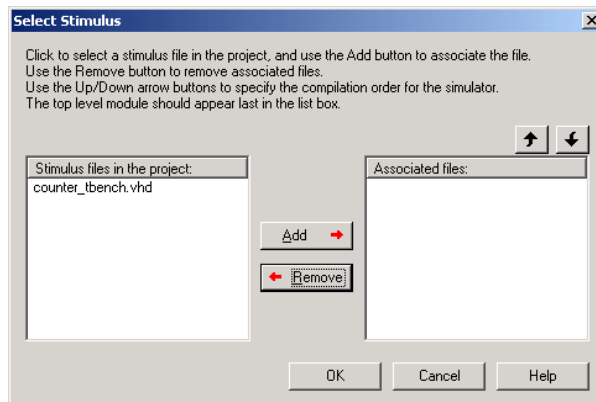 Select Stimulus
Click to select a stimulus file in the project, and use the Add button to associate the file.
Use the Remove button to remove associated files.
Use the Up/Down arrow buttons to specify the compilation order for the simulator.
The top level module should appear last in the list box.
Stimulus files in the project:
Associated files:
counter_tbench.vhd
Add
Remove
OK
Cancel
Help